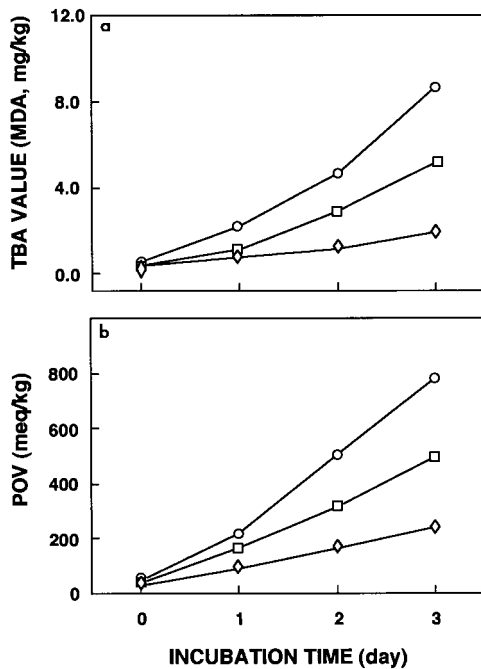 a
TBA VALUE (MDA, mg/kg)
12.0
8.0
4.0
0.0
b
POV (meq/kg)
800
600
400
200
0
0 1 2 3
INCUBATION TIME (day)